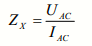 Z_X = U_AC / I_AC